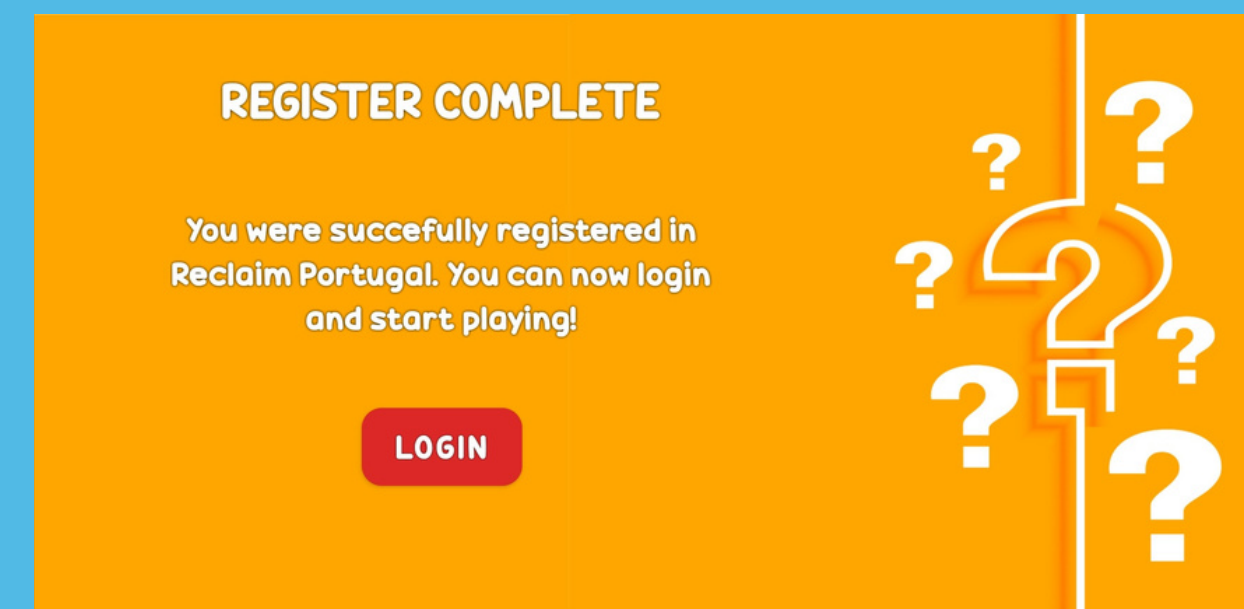 REGISTER COMPLETE
You were succefully registered in
Reclaim Portugal. You can now login
and start playing!
LOGIN
? ? ? ? ? ? ?